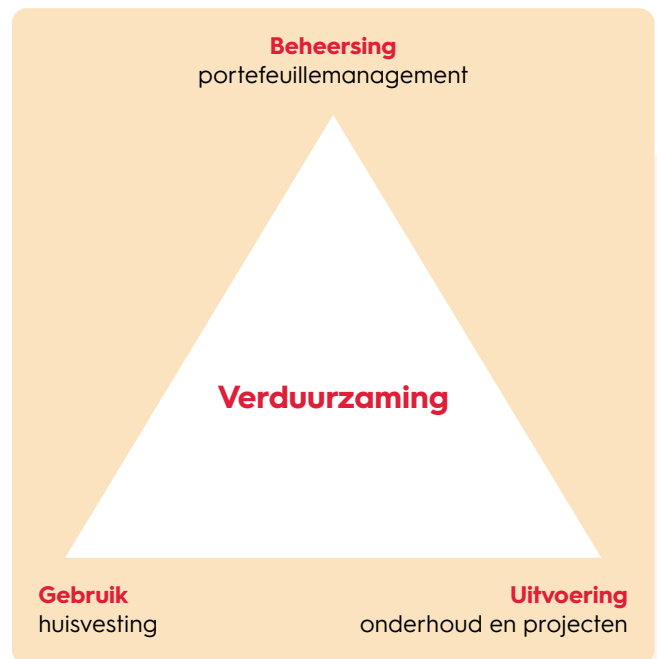 Beheersing
portefeuillemanagement
Verduurzaming
Gebruik
huisvesting
Uitvoering
onderhoud en projecten